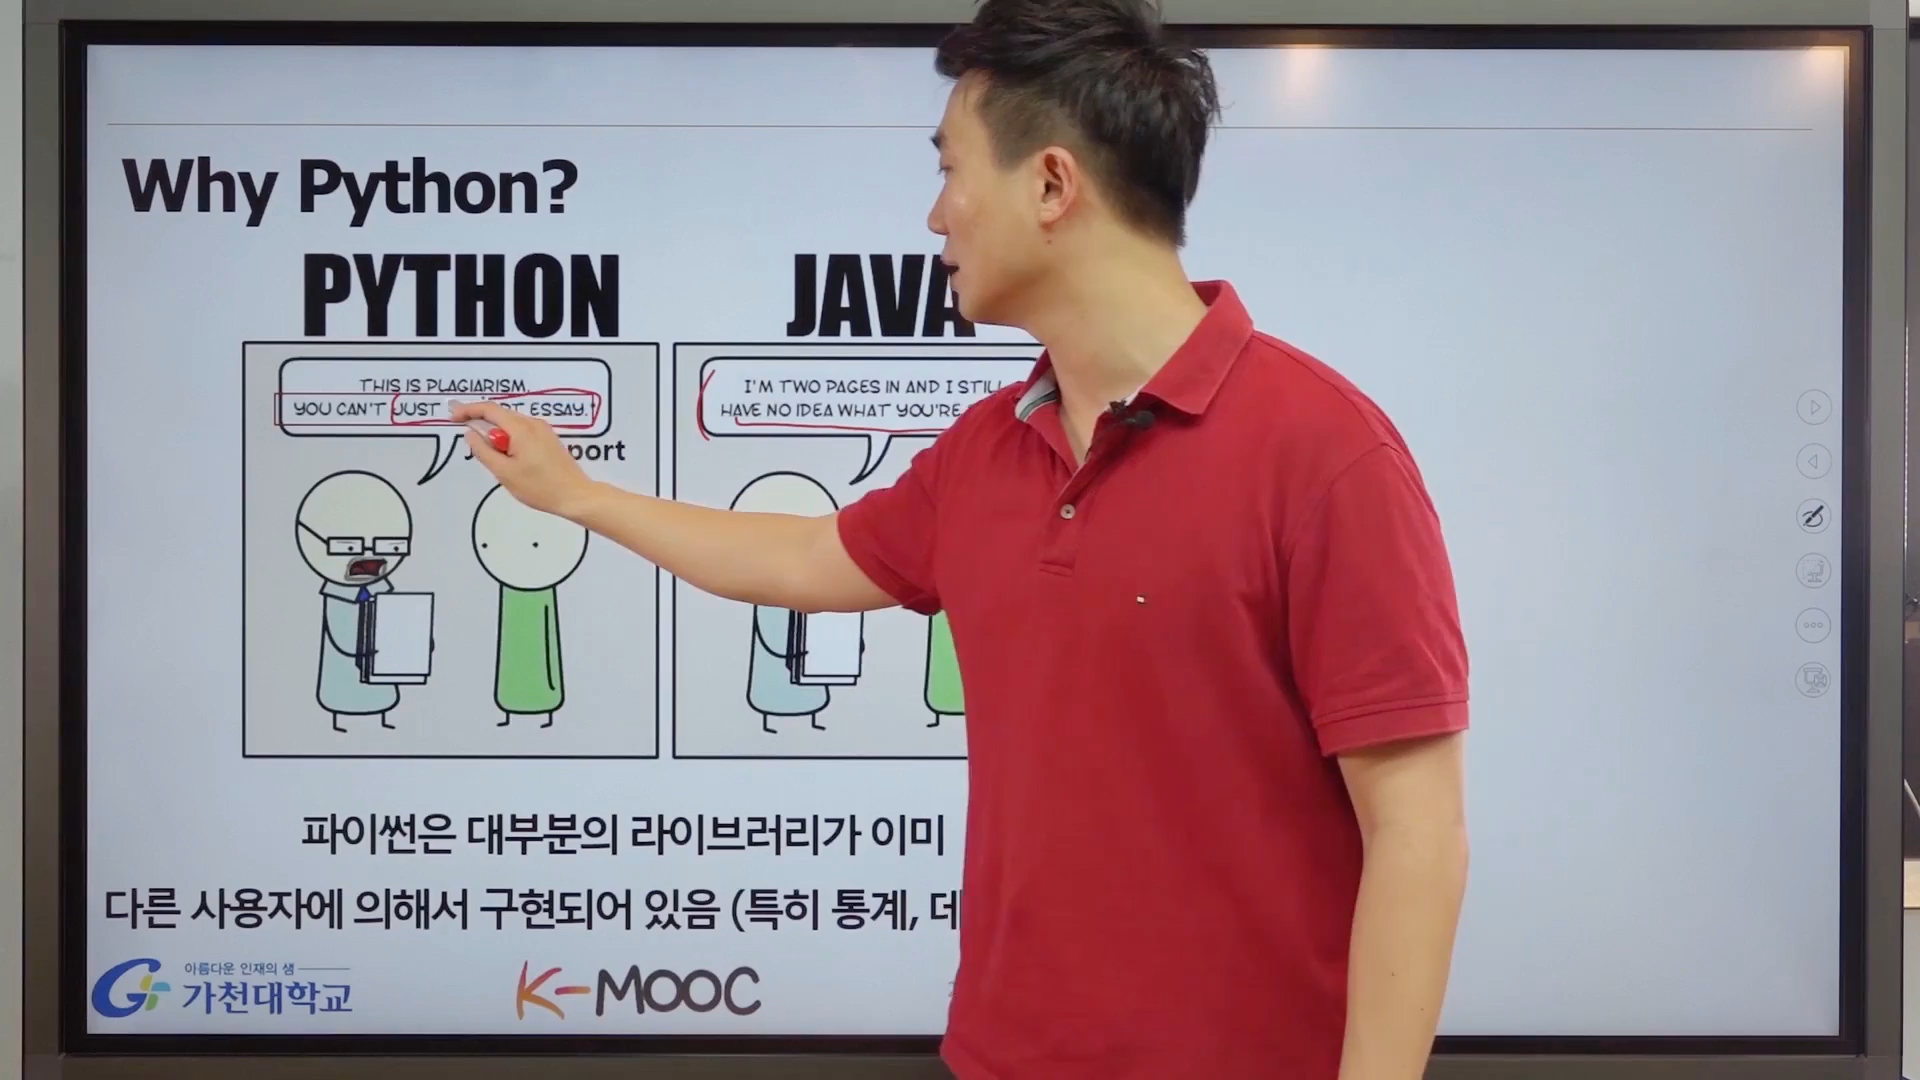 Why Python?
PYTHON
JAVA
THIS IS PLAGIARISM.
YOU CAN'T JUST ESSAY."
port
I'M TWO PAGES IN AND I STILL
HAVE NO IDEA WHAT YOU'RE
파이썬은 대부분의 라이브러리가 이미
다른 사용자에 의해서 구현되어 있음 (특히 통계, 데
아름다운 인재의 샘
가천대학교
K-MOOC